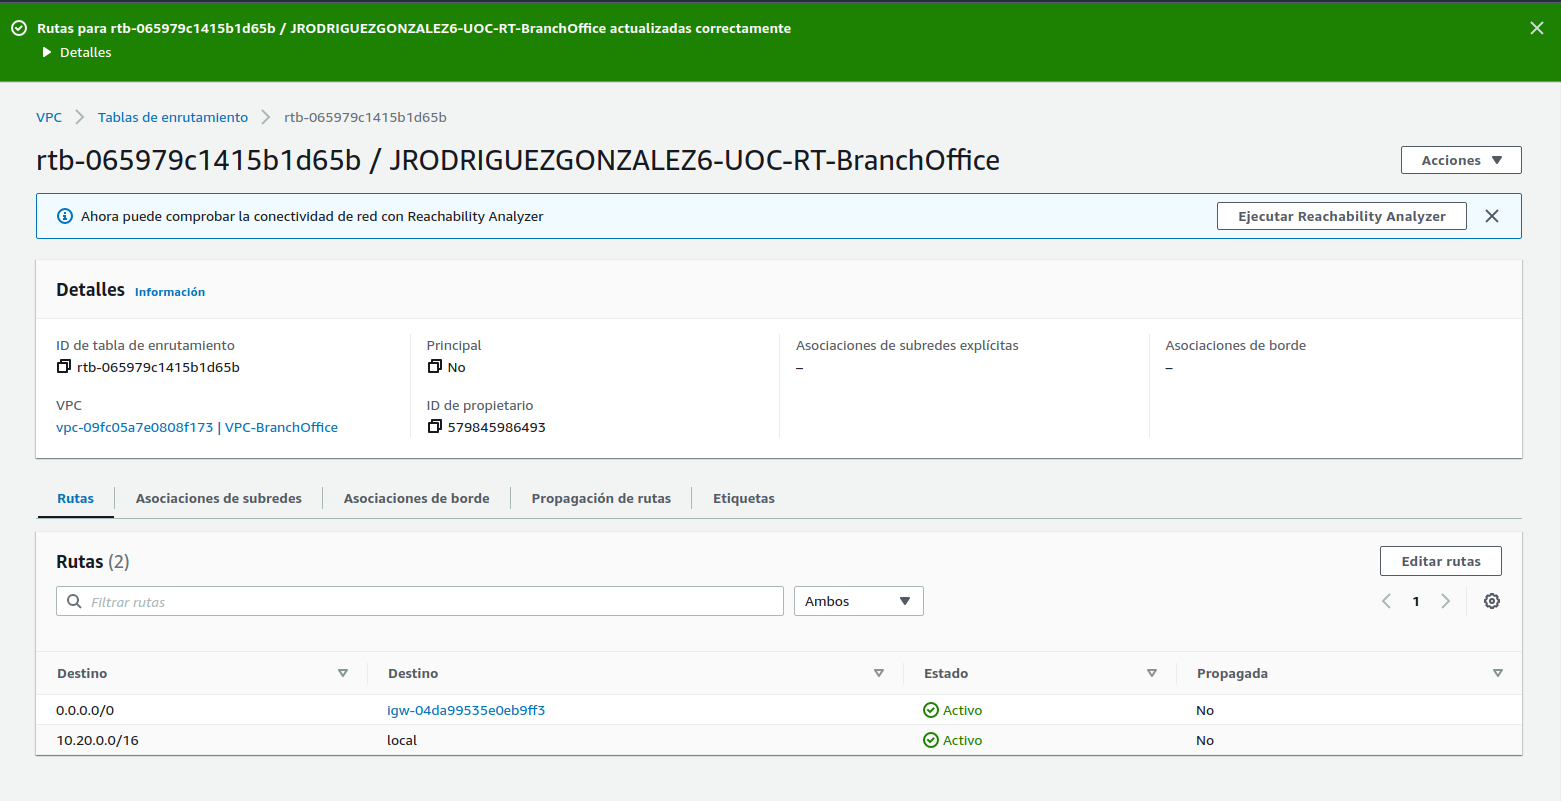 Rutas para rtb-065979c1415b1d65b / JRODRIGUEZGONZALEZ6-UOC-RT-BranchOffice actualizadas correctamente
Detalles
VPC Tablas de enrutamiento rtb-065979c1415b1d65b
rtb-065979c1415b1d65b / JRODRIGUEZGONZALEZ6-UOC-RT-BranchOffice Acciones
Ahora puede comprobar la conectividad de red con Reachability Analyzer Ejecutar Reachability Analyzer
Detalles Información
ID de tabla de enrutamiento Principal Asociaciones de subredes explícitas Asociaciones de borde
rtb-065979c1415b1d65b No – –
VPC ID de propietario
vpc-09fc05a7e0808f173 | VPC-BranchOffice 579845986493
Rutas Asociaciones de subredes Asociaciones de borde Propagación de rutas Etiquetas
Rutas (2) Editar rutas
Filtrar rutas Ambos 1
Destino Destino Estado Propagada
0.0.0.0/0 igw-04da99535e0eb9ff3 Activo No
10.20.0.0/16 local Activo No